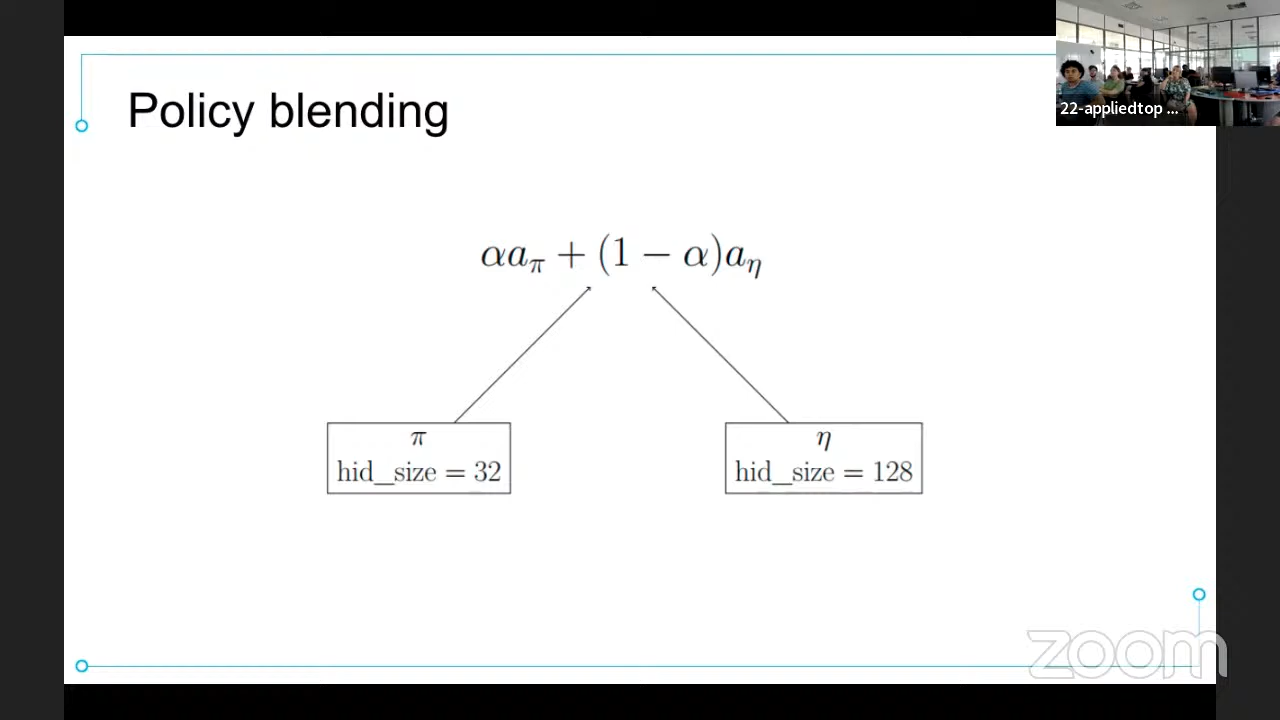 Policy blending
22-appliedtop ...
αa_π + (1 − α)a_η
π
hid_size = 32
η
hid_size = 128
zoom